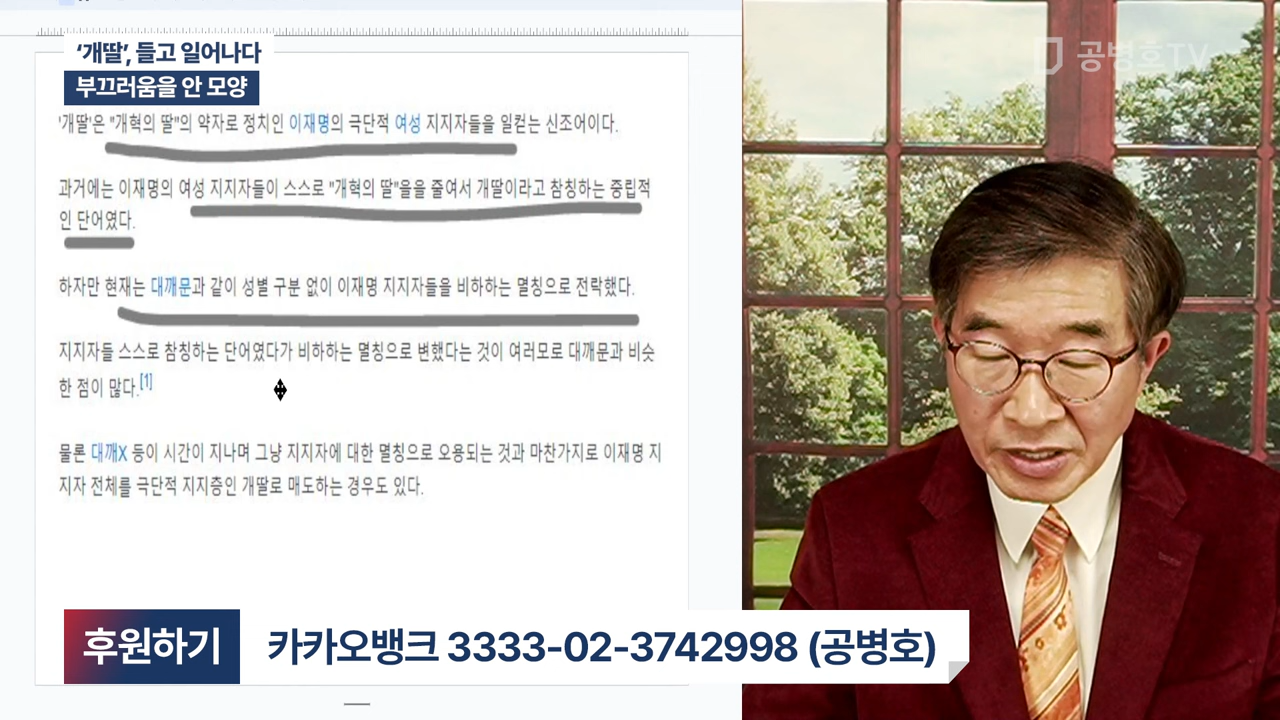 ‘개딸’, 들고 일어나다
부끄러움을 안 모양
공병호TV
'개딸'은 "개혁의 딸"의 약자로 정치인 이재명의 극단적 여성 지지자들을 일컫는 신조어이다.
과거에는 이재명의 여성 지지자들이 스스로 "개혁의 딸"을을 줄여서 개딸이라고 참칭하는 중립적
인 단어였다.
하자만 현재는 대깨문과 같이 성별 구분 없이 이재명 지지자들을 비하하는 멸칭으로 전락했다.
지지자들 스스로 참칭하는 단어였다가 비하하는 멸칭으로 변했다는 것이 여러모로 대깨문과 비슷
한 점이 많다.[1]
물론 대깨X 등이 시간이 지나며 그냥 지지자에 대한 멸칭으로 오용되는 것과 마찬가지로 이재명 지
지자 전체를 극단적 지지층인 개딸로 매도하는 경우도 있다.
후원하기
카카오뱅크 3333-02-3742998 (공병호)